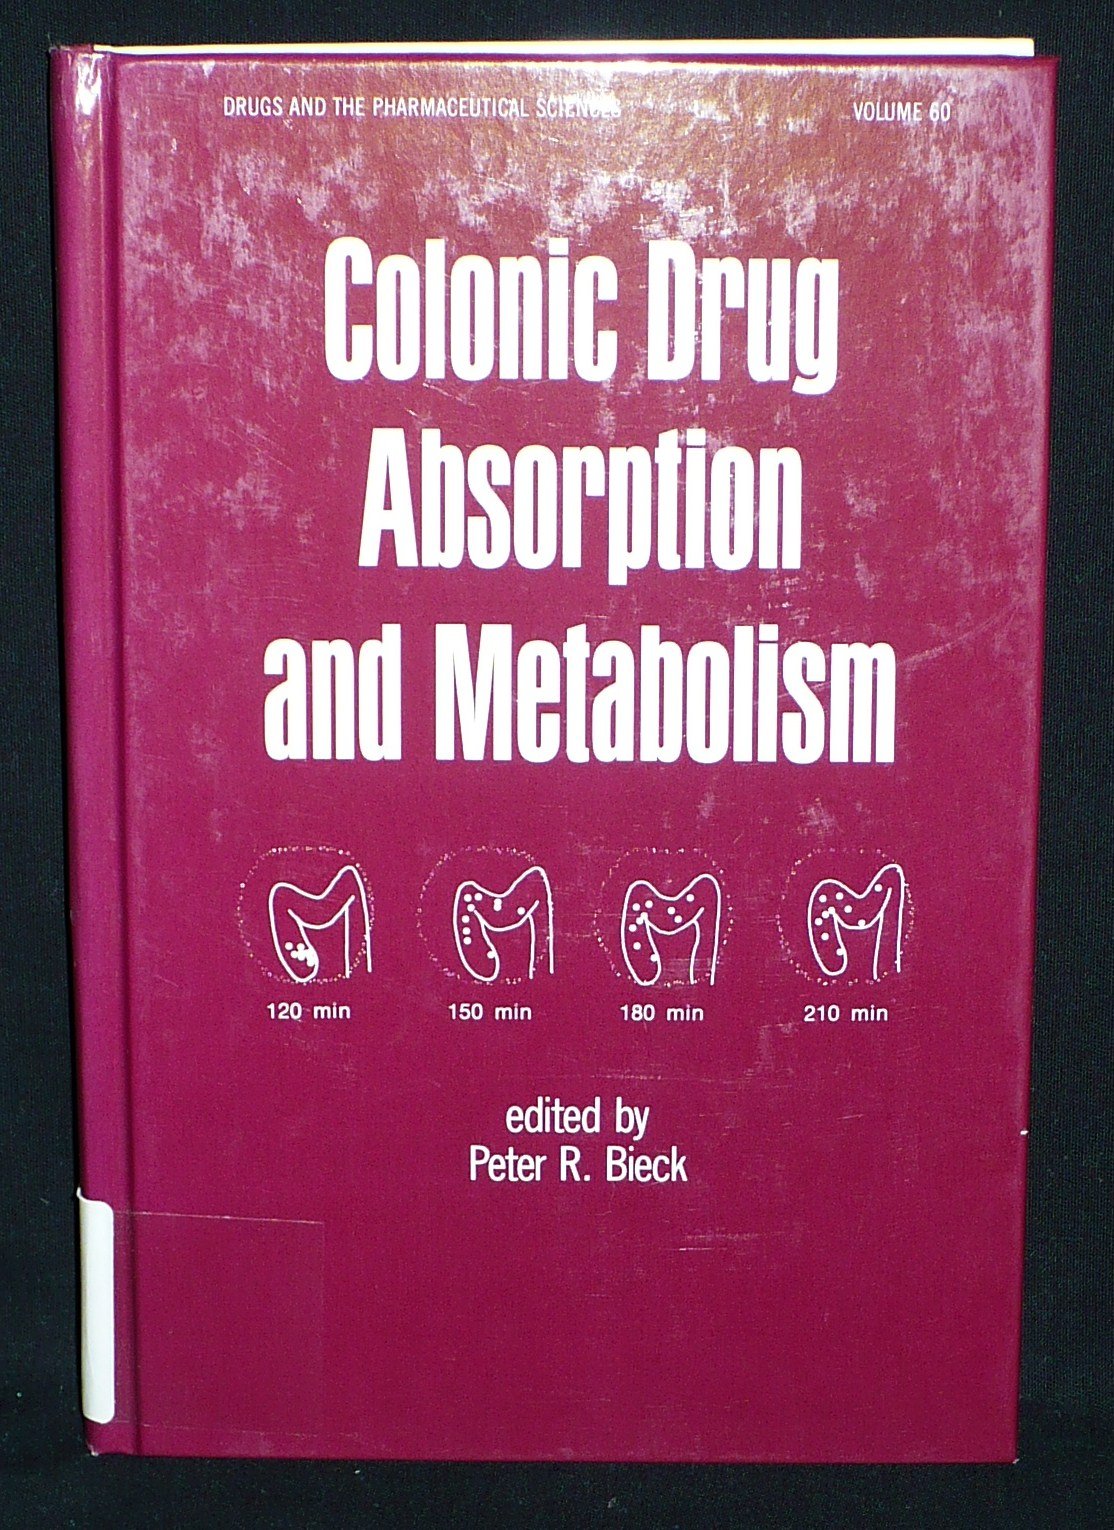 DRUGS AND THE PHARMACEUTICAL SCIENCES VOLUME 60
Colonic Drug
Absorption
and Metabolism
120 min 150 min 180 min 210 min
edited by
Peter R. Bieck